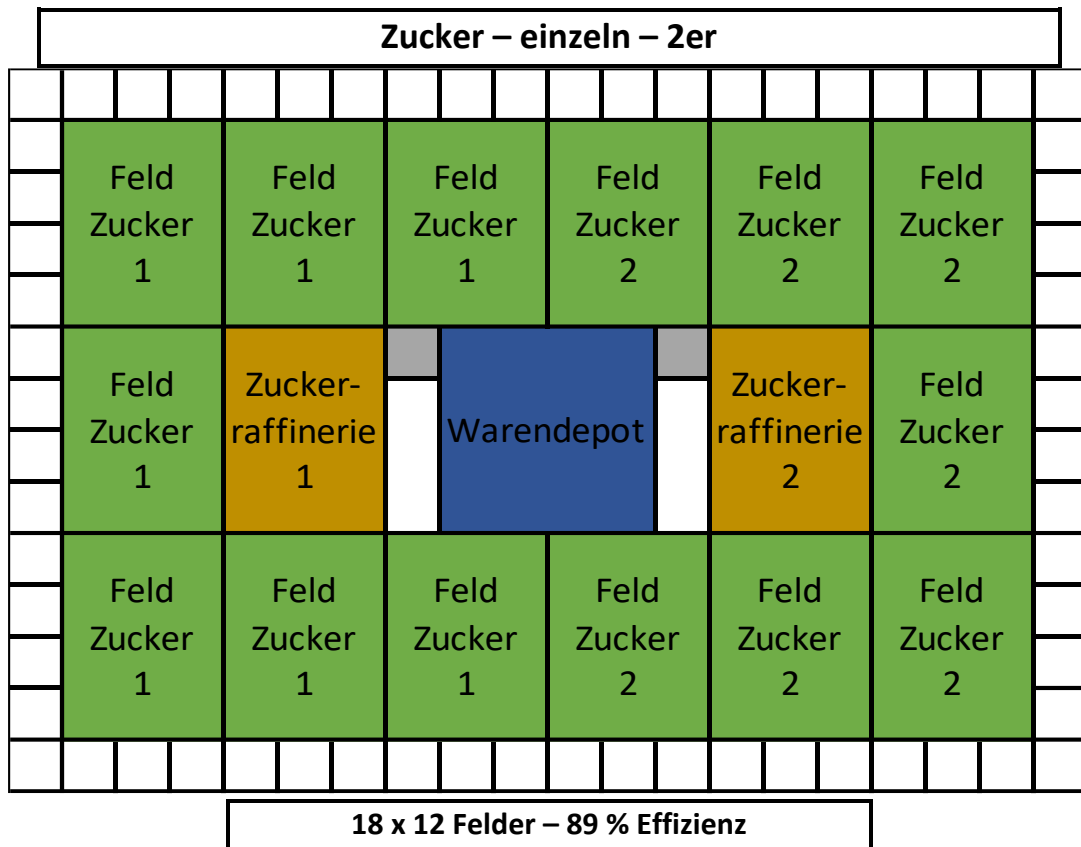 Zucker – einzeln – 2er
Feld
Zucker
1
Feld
Zucker
1
Feld
Zucker
1
Feld
Zucker
2
Feld
Zucker
2
Feld
Zucker
2
Feld
Zucker
1
Zucker-
raffinerie
1
Warendepot
Zucker-
raffinerie
2
Feld
Zucker
2
Feld
Zucker
1
Feld
Zucker
1
Feld
Zucker
1
Feld
Zucker
2
Feld
Zucker
2
Feld
Zucker
2
18 x 12 Felder – 89 % Effizienz